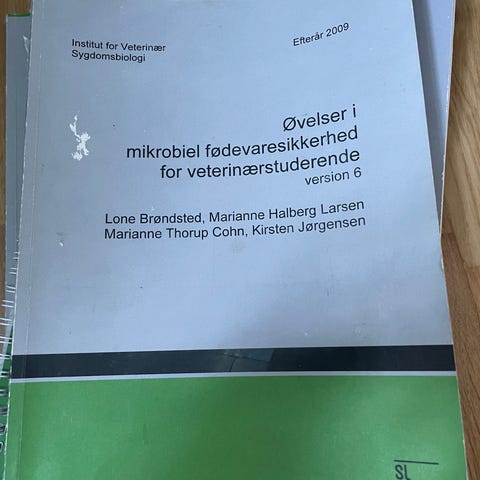 Institut for Veterinær
Sygdomsbiologi
Efterår 2009
Øvelser i
mikrobiel fødevaresikkerhed
for veterinærstuderende
version 6
Lone Brøndsted, Marianne Halberg Larsen
Marianne Thorup Cohn, Kirsten Jørgensen
SL